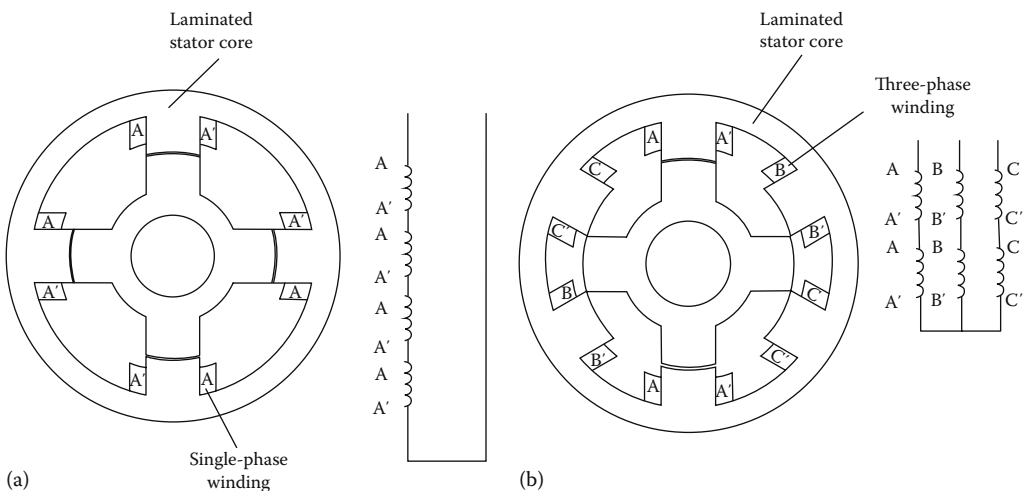 Laminated
stator core
A
A′
A
A′
A′
A
A′
A
Single-phase
winding
A
A′
A
A′
A
A′
A
A′
(a)
Laminated
stator core
Three-phase
winding
A
A′
C
B′
C′
B′
B
C′
B′
C′
A
A′
A
B
C
A′
B′
C′
A
B
C
A′
B′
C′
(b)